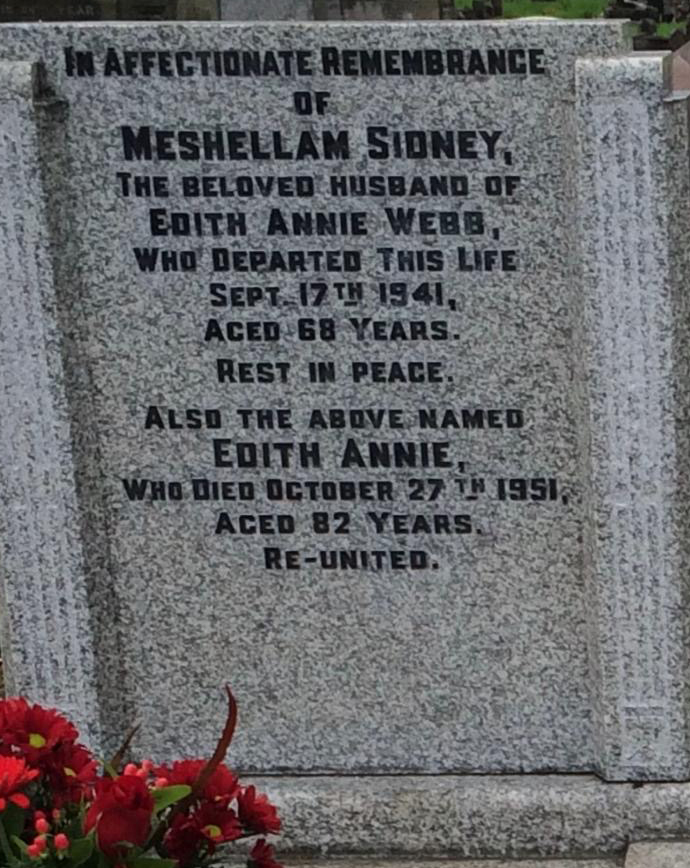 In Affectionate Remembrance
of
Meshellam Sidney,
The beloved husband of
Edith Annie Webb,
Who Departed This Life
Sept. 17th 1941,
Aged 68 Years.
Rest in peace.
Also the above named
Edith Annie,
Who Died October 27th 1951,
Aged 82 Years.
Re-united.